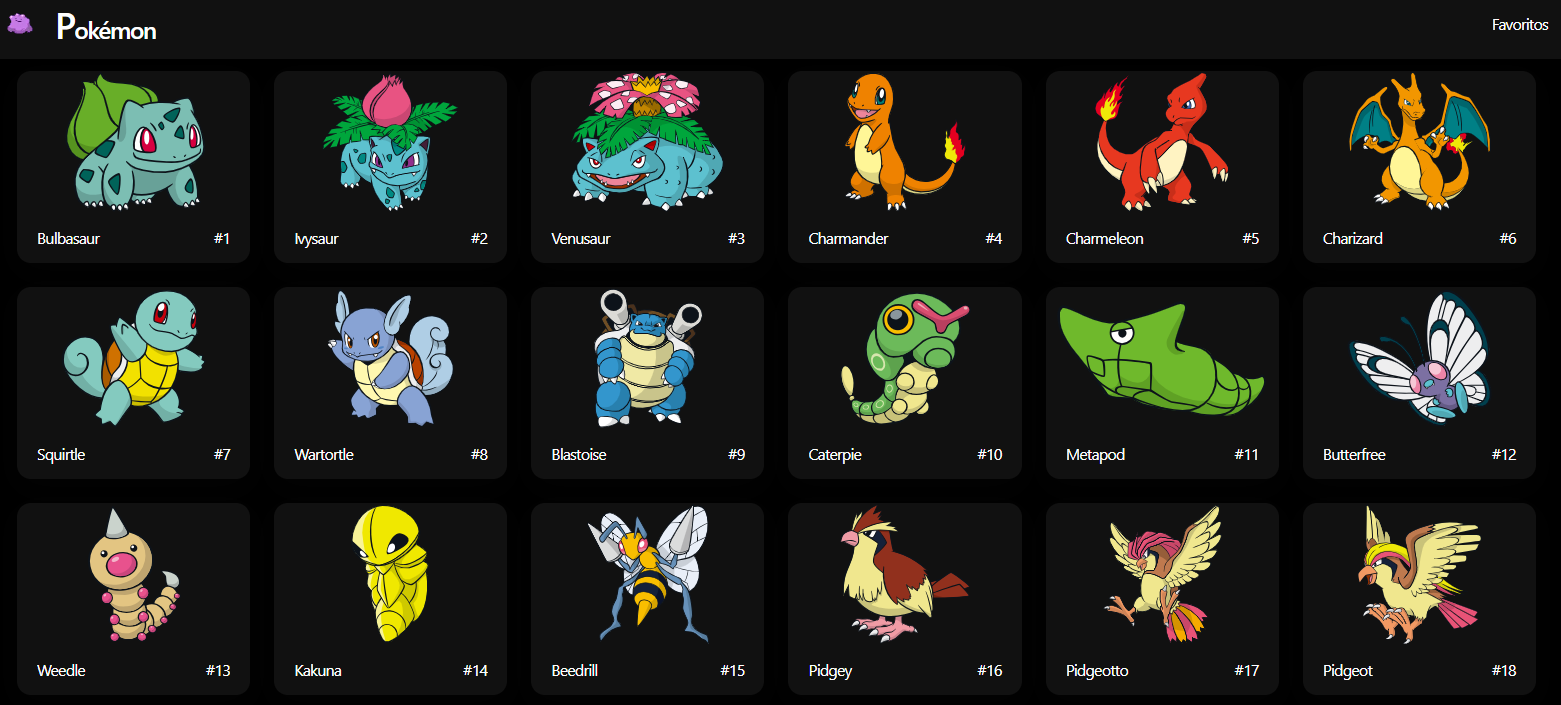 Pokémon Favoritos
Bulbasaur #1 Ivysaur #2 Venusaur #3 Charmander #4 Charmeleon #5 Charizard #6
Squirtle #7 Wartortle #8 Blastoise #9 Caterpie #10 Metapod #11 Butterfree #12
Weedle #13 Kakuna #14 Beedrill #15 Pidgey #16 Pidgeotto #17 Pidgeot #18